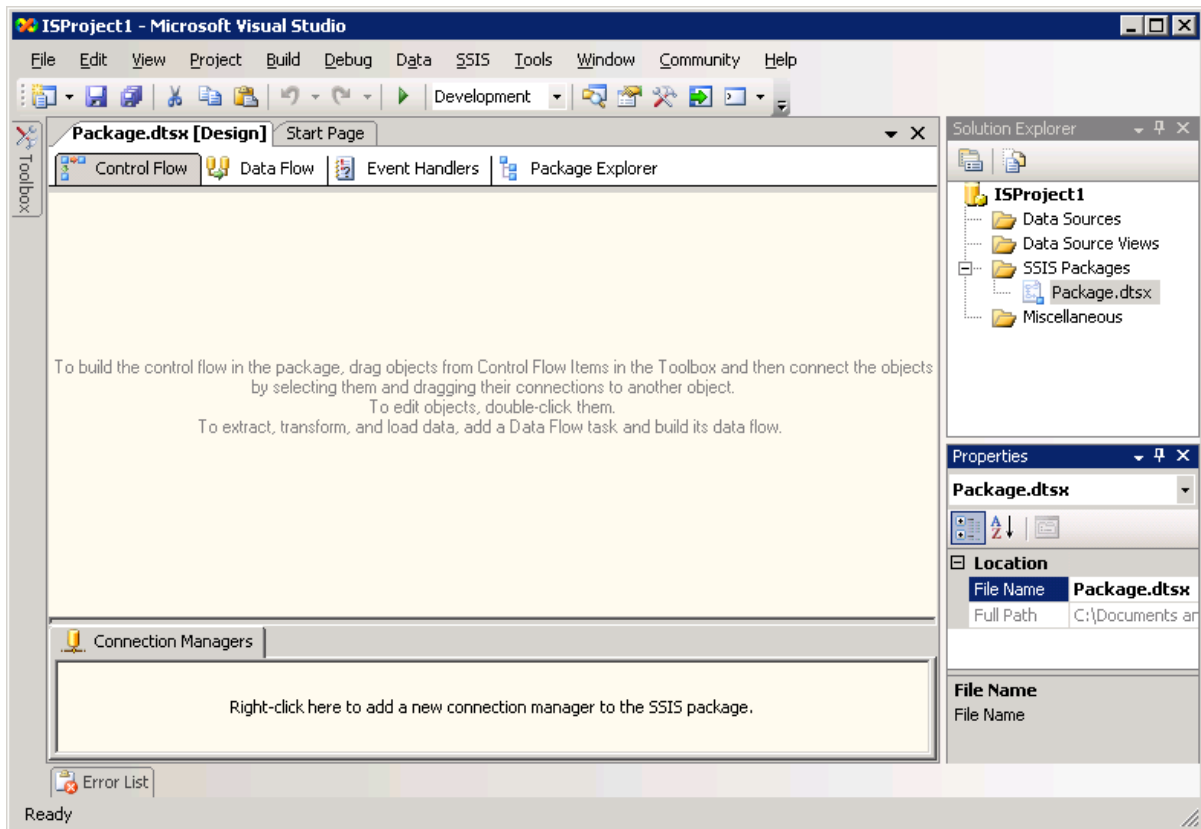 ISProject1 - Microsoft Visual Studio
File Edit View Project Build Debug Data SSIS Tools Window Community Help
Development
Toolbox
Package.dtsx [Design] Start Page
Control Flow Data Flow Event Handlers Package Explorer
To build the control flow in the package, drag objects from Control Flow Items in the Toolbox and then connect the objects
by selecting them and dragging their connections to another object.
To edit objects, double-click them.
To extract, transform, and load data, add a Data Flow task and build its data flow.
Connection Managers
Right-click here to add a new connection manager to the SSIS package.
Error List
Ready
Solution Explorer
ISProject1
Data Sources
Data Source Views
SSIS Packages
Package.dtsx
Miscellaneous
Properties
Package.dtsx
Location
File Name Package.dtsx
Full Path C:\Documents ar
File Name
File Name